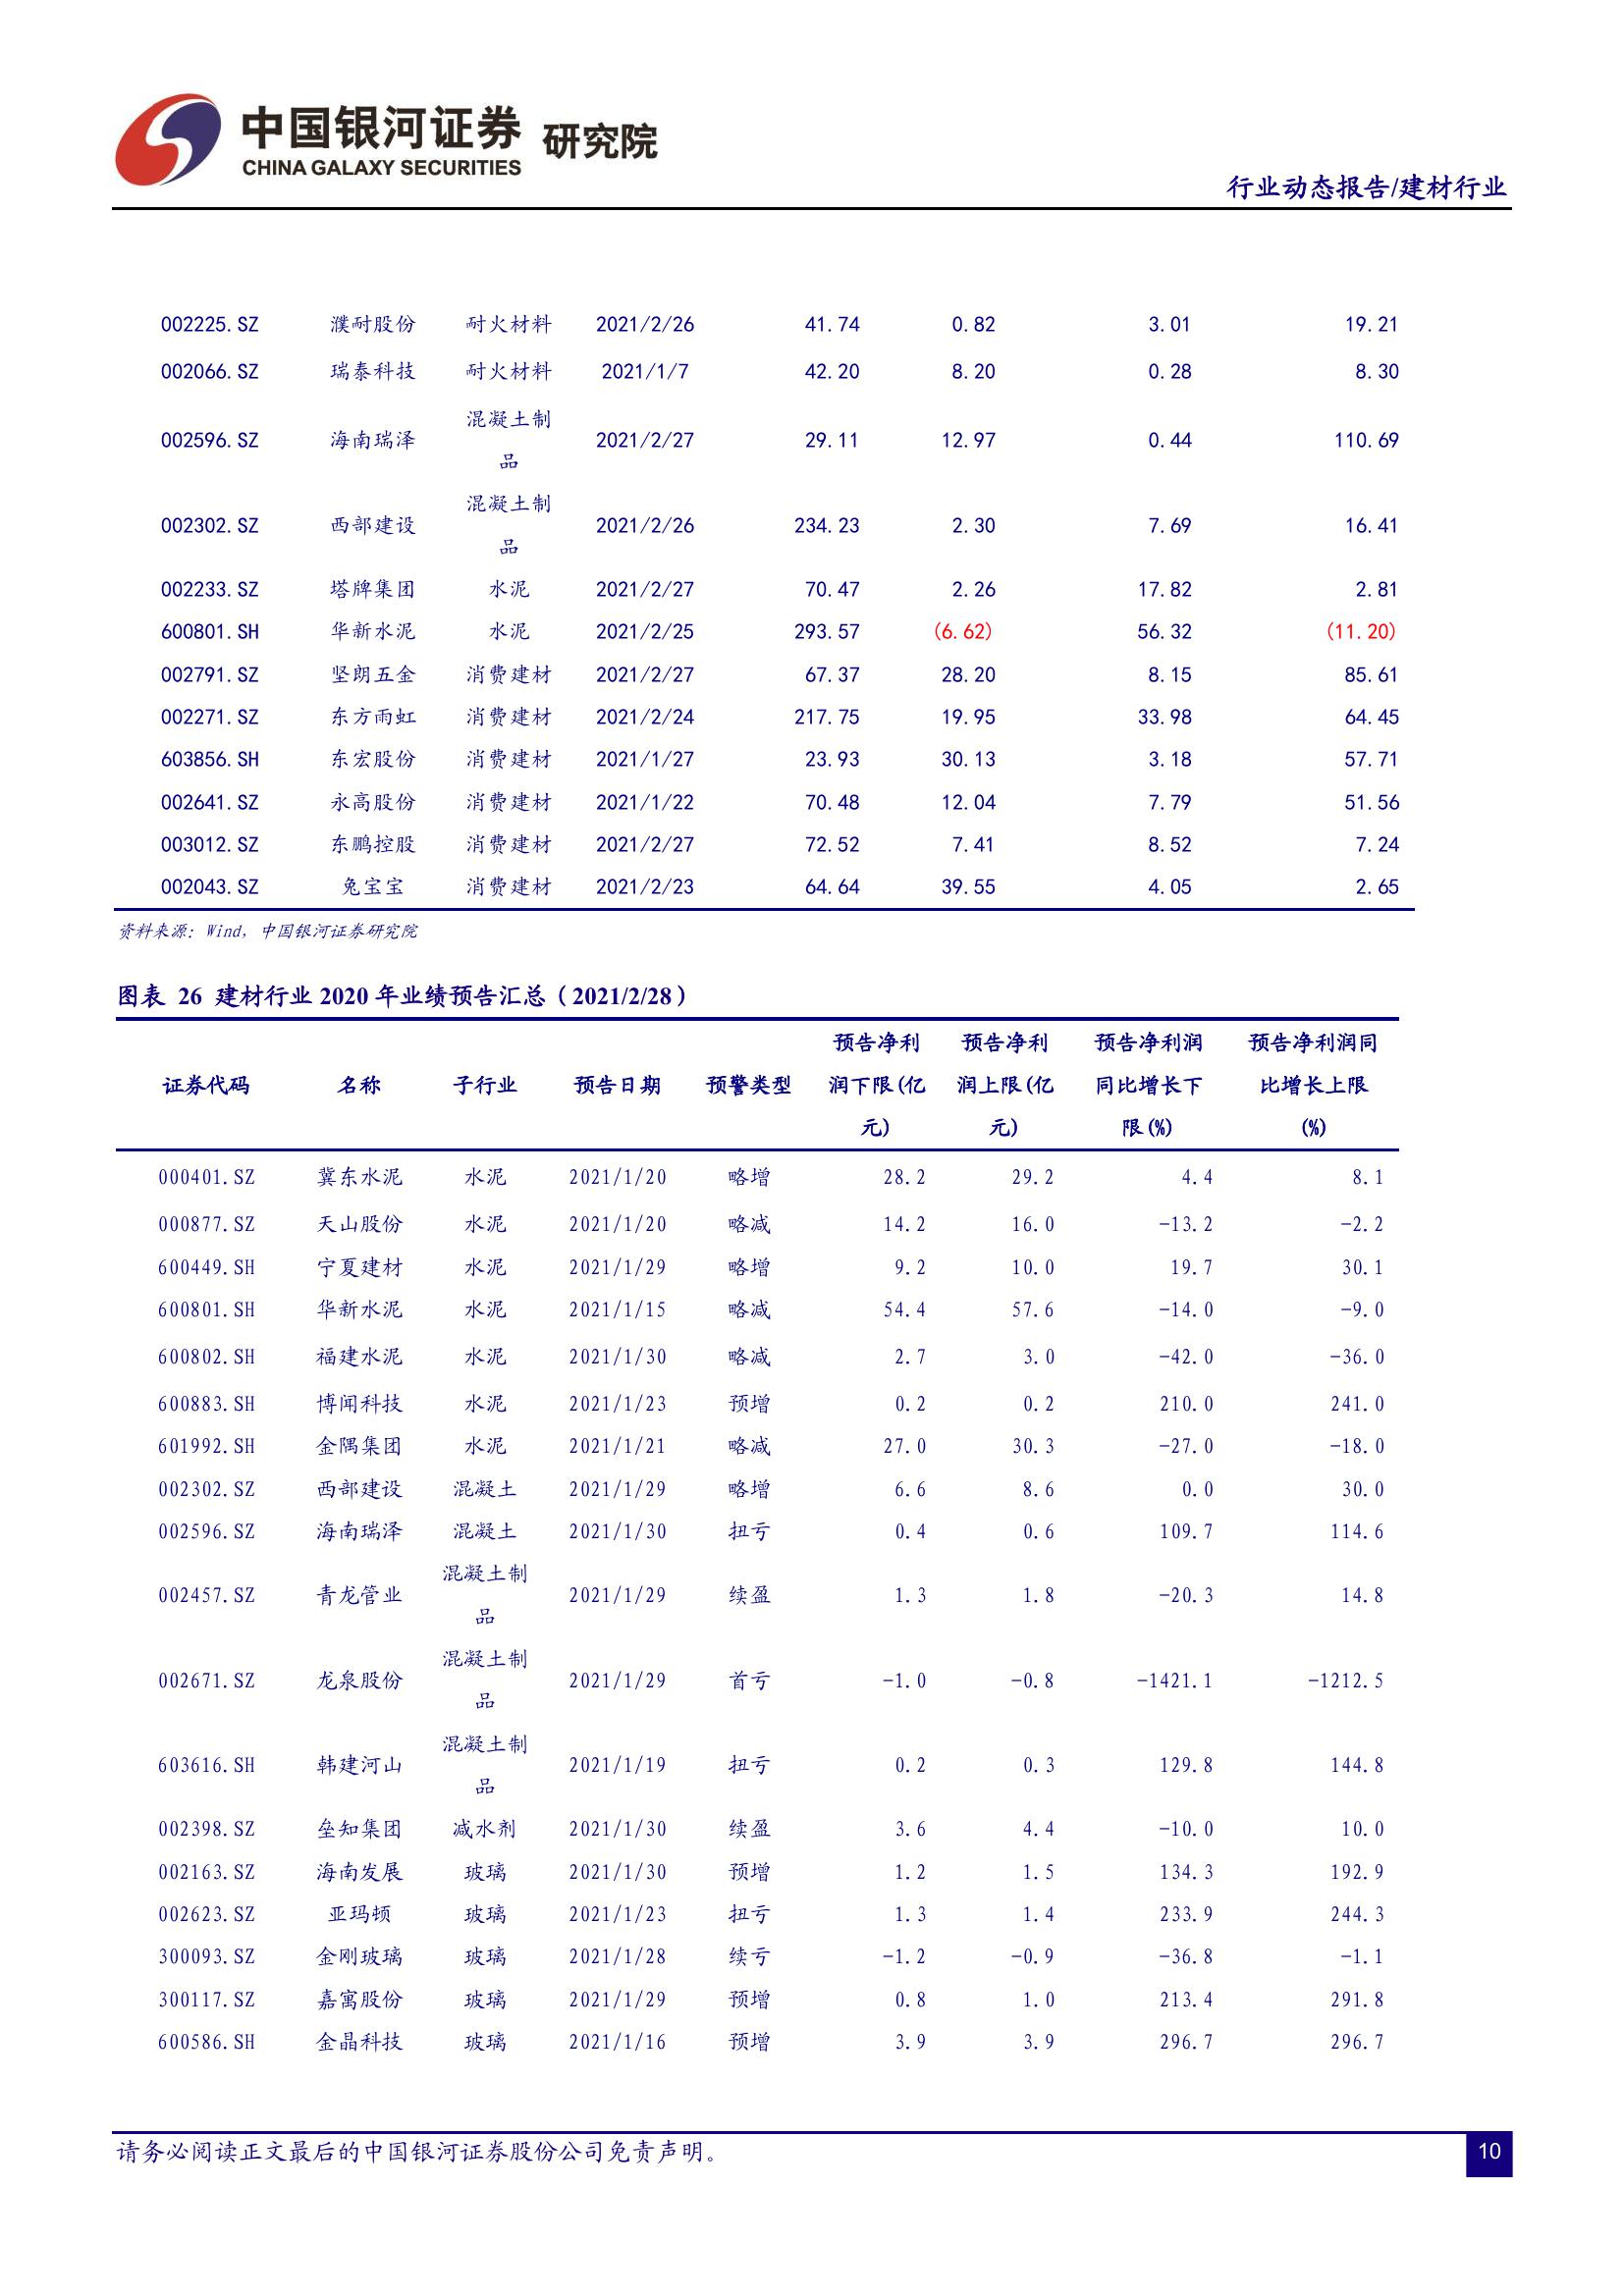 中国银河证券 研究院
CHINA GALAXY SECURITIES
行业动态报告/建材行业
002225.SZ 濮耐股份 耐火材料 2021/2/26 41.74 0.82 3.01 19.21
002066.SZ 瑞泰科技 耐火材料 2021/1/7 42.20 8.20 0.28 8.30
002596.SZ 海南瑞泽 混凝土制品 2021/2/27 29.11 12.97 0.44 110.69
002302.SZ 西部建设 混凝土制品 2021/2/26 234.23 2.30 7.69 16.41
002233.SZ 塔牌集团 水泥 2021/2/27 70.47 2.26 17.82 2.81
600801.SH 华新水泥 水泥 2021/2/25 293.57 (6.62) 56.32 (11.20)
002791.SZ 坚朗五金 消费建材 2021/2/27 67.37 28.20 8.15 85.61
002271.SZ 东方雨虹 消费建材 2021/2/24 217.75 19.95 33.98 64.45
603856.SH 东宏股份 消费建材 2021/1/27 23.93 30.13 3.18 57.71
002641.SZ 永高股份 消费建材 2021/1/22 70.48 12.04 7.79 51.56
003012.SZ 东鹏控股 消费建材 2021/2/27 72.52 7.41 8.52 7.24
002043.SZ 兔宝宝 消费建材 2021/2/23 64.64 39.55 4.05 2.65
资料来源：Wind，中国银河证券研究院
图表 26 建材行业 2020 年业绩预告汇总（2021/2/28）
证券代码 名称 子行业 预告日期 预警类型 预告净利润下限(亿元) 预告净利润上限(亿元) 预告净利润同比增长下限(%) 预告净利润同比增长上限(%)
000401.SZ 冀东水泥 水泥 2021/1/20 略增 28.2 29.2 4.4 8.1
000877.SZ 天山股份 水泥 2021/1/20 略减 14.2 16.0 -13.2 -2.2
600449.SH 宁夏建材 水泥 2021/1/29 略增 9.2 10.0 19.7 30.1
600801.SH 华新水泥 水泥 2021/1/15 略减 54.4 57.6 -14.0 -9.0
600802.SH 福建水泥 水泥 2021/1/30 略减 2.7 3.0 -42.0 -36.0
600883.SH 博闻科技 水泥 2021/1/23 预增 0.2 0.2 210.0 241.0
601992.SH 金隅集团 水泥 2021/1/21 略减 27.0 30.3 -27.0 -18.0
002302.SZ 西部建设 混凝土 2021/1/29 略增 6.6 8.6 0.0 30.0
002596.SZ 海南瑞泽 混凝土 2021/1/30 扭亏 0.4 0.6 109.7 114.6
002457.SZ 青龙管业 混凝土制品 2021/1/29 续盈 1.3 1.8 -20.3 14.8
002671.SZ 龙泉股份 混凝土制品 2021/1/29 首亏 -1.0 -0.8 -1421.1 -1212.5
603616.SH 韩建河山 混凝土制品 2021/1/19 扭亏 0.2 0.3 129.8 144.8
002398.SZ 垒知集团 减水剂 2021/1/30 续盈 3.6 4.4 -10.0 10.0
002163.SZ 海南发展 玻璃 2021/1/30 预增 1.2 1.5 134.3 192.9
002623.SZ 亚玛顿 玻璃 2021/1/23 扭亏 1.3 1.4 233.9 244.3
300093.SZ 金刚玻璃 玻璃 2021/1/28 续亏 -1.2 -0.9 -36.8 -1.1
300117.SZ 嘉寓股份 玻璃 2021/1/29 预增 0.8 1.0 213.4 291.8
600586.SH 金晶科技 玻璃 2021/1/16 预增 3.9 3.9 296.7 296.7
请务必阅读正文最后的中国银河证券股份公司免责声明。
10